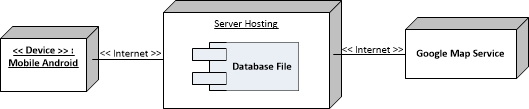 Server Hosting
<< Device >> :
Mobile Android
<< Internet >>
Database File
<< Internet >>
Google Map Service